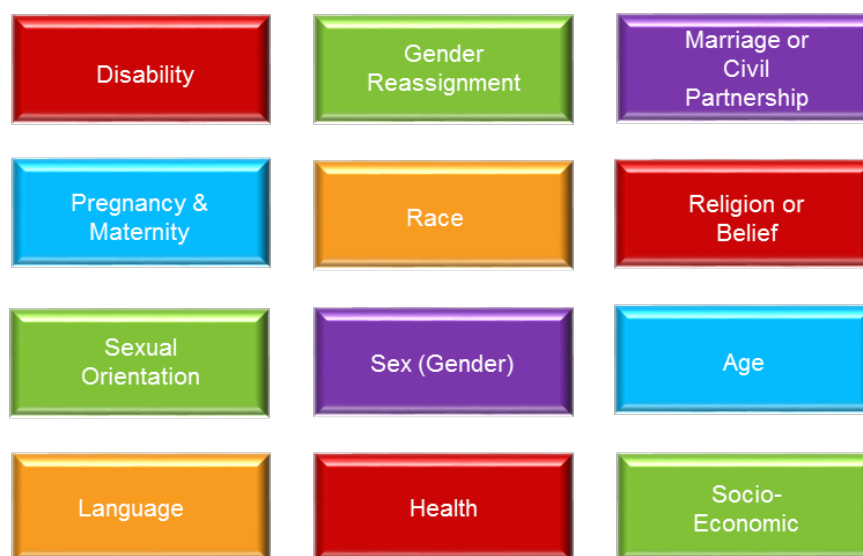 Disability
Gender
Reassignment
Marriage or
Civil
Partnership
Pregnancy &
Maternity
Race
Religion or
Belief
Sexual
Orientation
Sex (Gender)
Age
Language
Health
Socio-
Economic